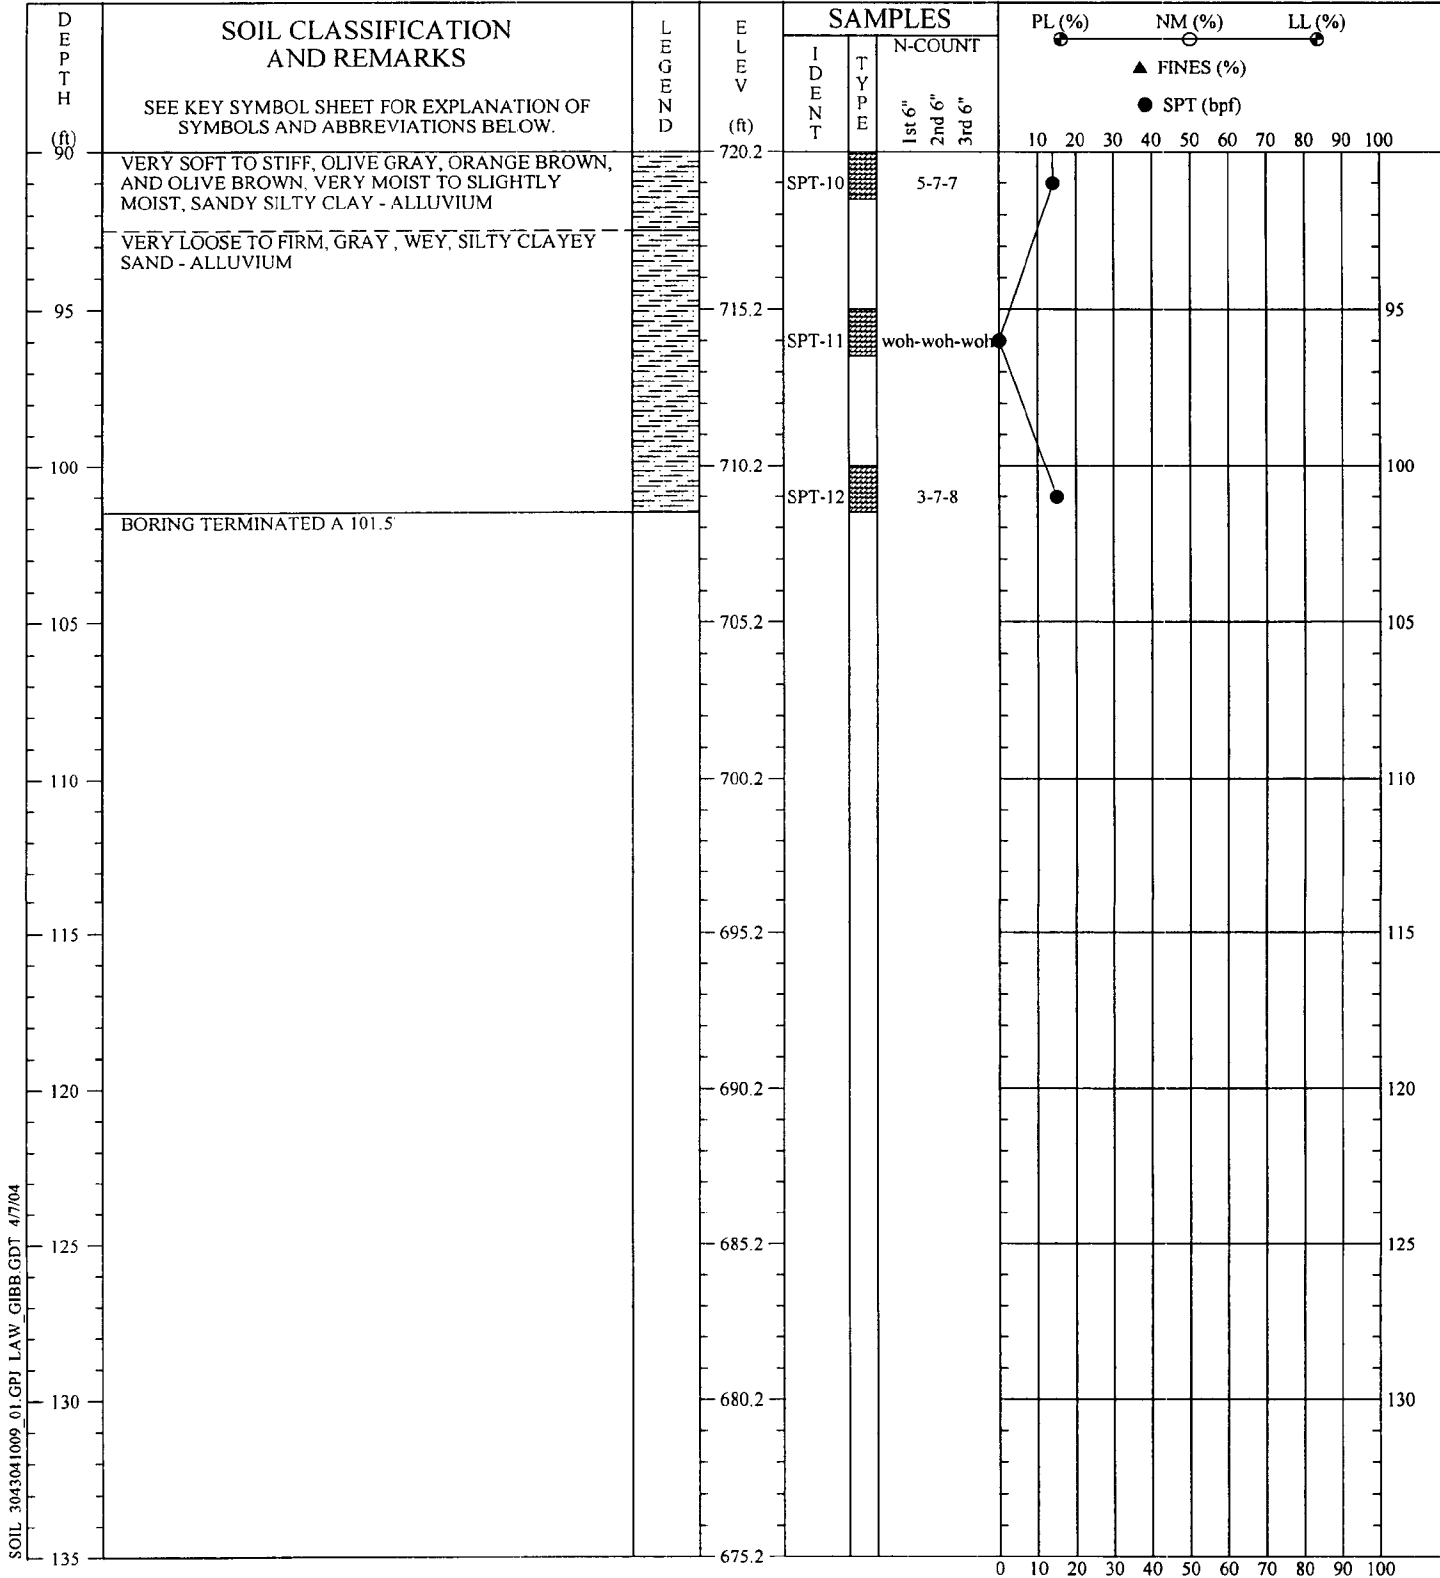 DEPTH (ft)
SOIL CLASSIFICATION
AND REMARKS
SEE KEY SYMBOL SHEET FOR EXPLANATION OF
SYMBOLS AND ABBREVIATIONS BELOW.
LEGEND
ELEV (ft)
SAMPLES
IDENT
TYPE
N-COUNT
1st 6"
2nd 6"
3rd 6"
PL (%) NM (%) LL (%)
▲ FINES (%)
● SPT (bpf)
10 20 30 40 50 60 70 80 90 100
90 720.2
VERY SOFT TO STIFF, OLIVE GRAY, ORANGE BROWN,
AND OLIVE BROWN, VERY MOIST TO SLIGHTLY
MOIST, SANDY SILTY CLAY - ALLUVIUM
SPT-10 5-7-7
VERY LOOSE TO FIRM, GRAY , WEY, SILTY CLAYEY
SAND - ALLUVIUM
95 715.2 95
SPT-11 woh-woh-woh
100 710.2 100
SPT-12 3-7-8
BORING TERMINATED A 101.5'
105 705.2 105
110 700.2 110
115 695.2 115
120 690.2 120
125 685.2 125
130 680.2 130
135 675.2
0 10 20 30 40 50 60 70 80 90 100
SOIL 3043041009_01.GPJ LAW_GIBB.GDT 4/7/04